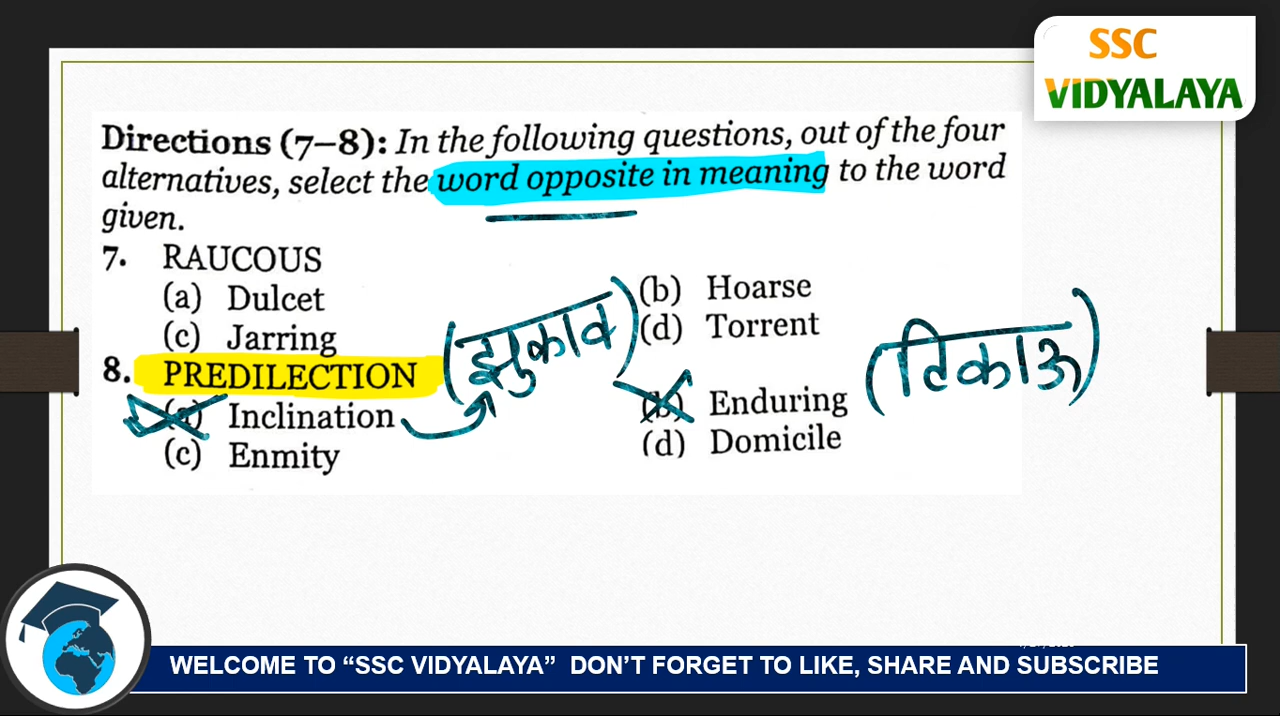 SSC
VIDYALAYA
Directions (7–8): In the following questions, out of the four
alternatives, select the word opposite in meaning to the word
given.
7. RAUCOUS
(a) Dulcet (b) Hoarse
(c) Jarring (d) Torrent
8. PREDILECTION (झुकाव) (टिकाऊ)
(a) Inclination (b) Enduring
(c) Enmity (d) Domicile
WELCOME TO “SSC VIDYALAYA” DON’T FORGET TO LIKE, SHARE AND SUBSCRIBE